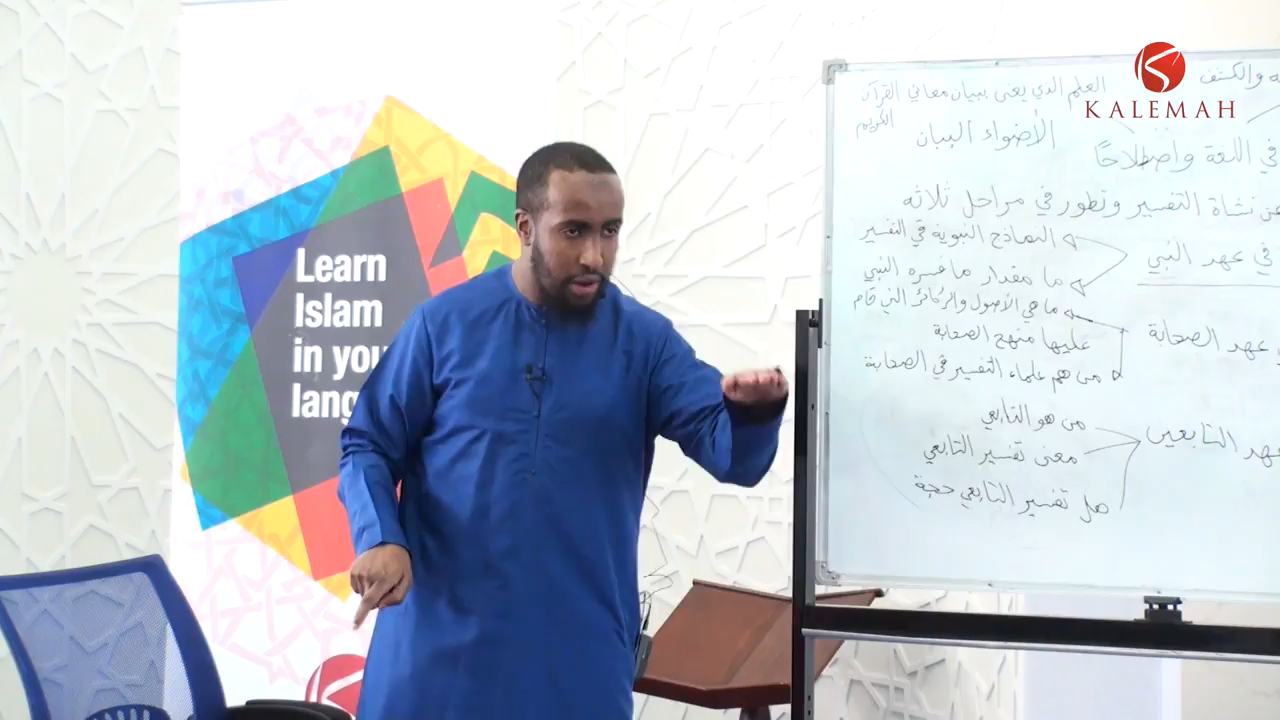 Learn
Islam
in you
lang
KALEMAH
ه والكشف
العلم الذي يعنى ببيان معاني القرآن
الكريم
الأضواء البيان
في اللغة واصطلاحًا
عن نشاة التفسير وتطور في مراحل ثلاثه
في عهد النبي
النماذج النبوية في التفسير
ما مقدار ما فسره النبي
عهد الصحابة
ما هي الأصول والركائز التي قام
عليها منهج الصحابة
من هم علماء التفسير في الصحابة
عهد التابعين
من هو التابعي
معنى تفسير التابعي
هل تفسير التابعي حجة